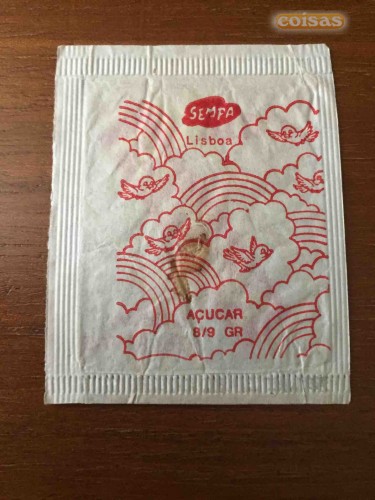 coisas
SEMPA
Lisboa
AÇUCAR
8/9 GR